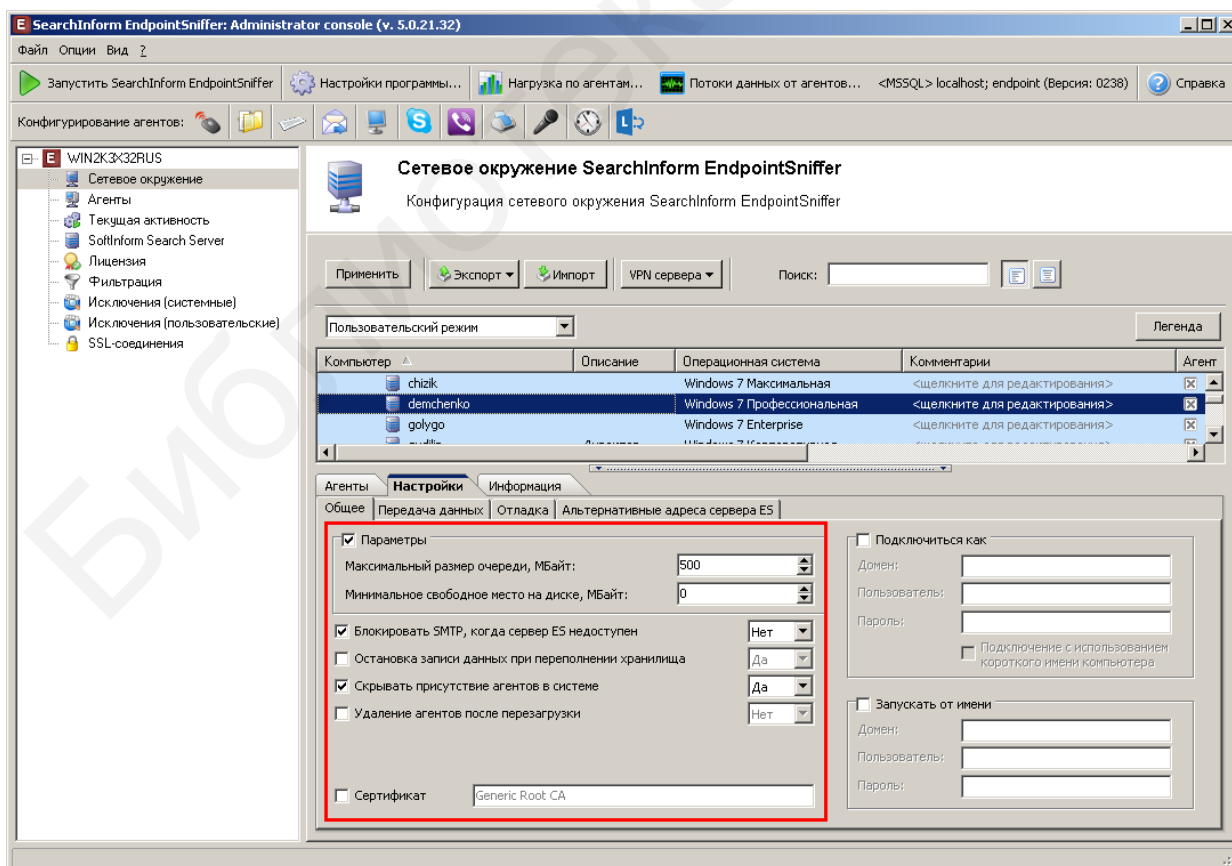 SearchInform EndpointSniffer: Administrator console (v. 5.0.21.32)
Файл Опции Вид ?
Запустить SearchInform EndpointSniffer Настройки программы... Нагрузка по агентам... Потоки данных от агентов... <MSSQL> localhost; endpoint (Версия: 0238) Справка
Конфигурирование агентов:
WIN2K3X32RUS
Сетевое окружение
Агенты
Текущая активность
SoftInform Search Server
Лицензия
Фильтрация
Исключения (системные)
Исключения (пользовательские)
SSL-соединения
Сетевое окружение SearchInform EndpointSniffer
Конфигурация сетевого окружения SearchInform EndpointSniffer
Применить Экспорт Импорт VPN сервера Поиск:
Пользовательский режим Легенда
Компьютер Описание Операционная система Комментарии Агент
chizik Windows 7 Максимальная <щелкните для редактирования>
demchenko Windows 7 Профессиональная <щелкните для редактирования>
golygo Windows 7 Enterprise <щелкните для редактирования>
Агенты Настройки Информация
Общее Передача данных Отладка Альтернативные адреса сервера ES
Параметры
Максимальный размер очереди, МБайт: 500
Минимальное свободное место на диске, МБайт: 0
Блокировать SMTP, когда сервер ES недоступен Нет
Остановка записи данных при переполнении хранилища Да
Скрывать присутствие агентов в системе Да
Удаление агентов после перезагрузки Нет
Сертификат Generic Root CA
Подключиться как
Домен:
Пользователь:
Пароль:
Подключение с использованием
короткого имени компьютера
Запускать от имени
Домен:
Пользователь:
Пароль: